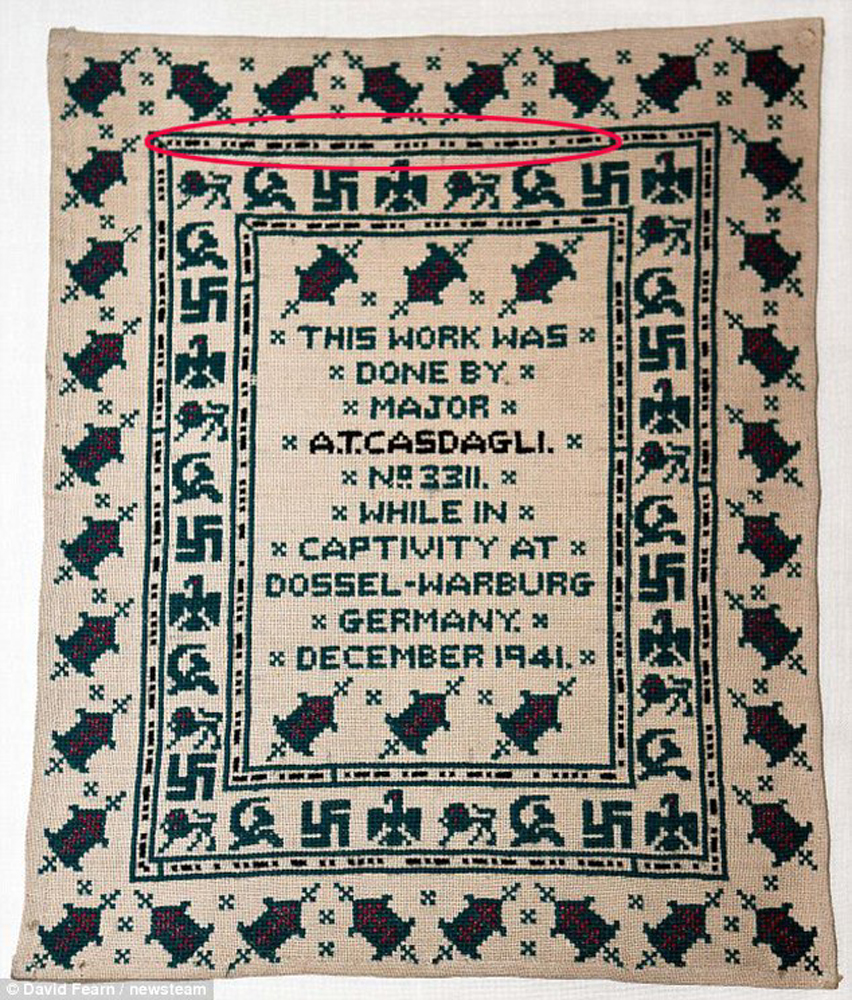 THIS WORK WAS
DONE BY.
MAJOR
A.T.CASDAGLI.
No. 3311.
WHILE IN
CAPTIVITY AT
DOSSEL-WARBURG
GERMANY.
DECEMBER 1941.
© David Fearn / newsteam